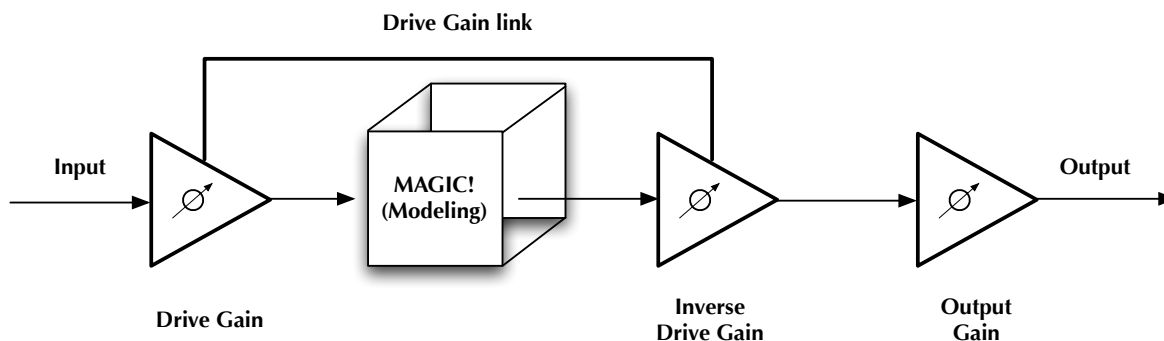 Drive Gain link
Input
MAGIC!
(Modeling)
Output
Drive Gain
Inverse
Drive Gain
Output
Gain